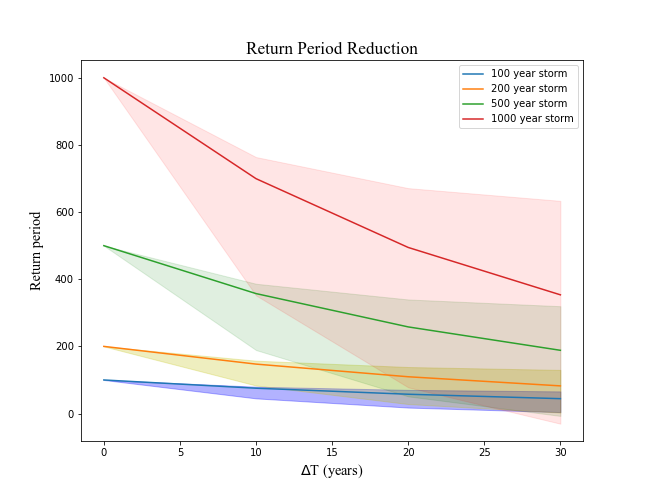 Return Period Reduction
100 year storm
200 year storm
500 year storm
1000 year storm
Return period
1000
800
600
400
200
0
0 5 10 15 20 25 30
ΔT (years)